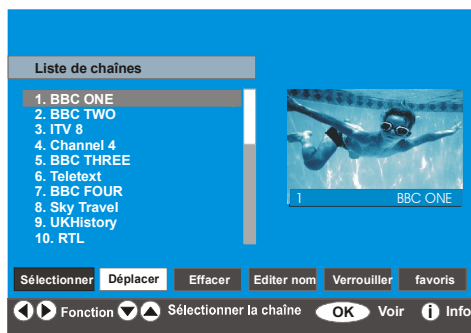 Liste de chaînes
1. BBC ONE
2. BBC TWO
3. ITV 8
4. Channel 4
5. BBC THREE
6. Teletext
7. BBC FOUR
8. Sky Travel
9. UKHistory
10. RTL
1 BBC ONE
Sélectionner Déplacer Effacer Editer nom Verrouiller favoris
Fonction Sélectionner la chaîne OK Voir i Info